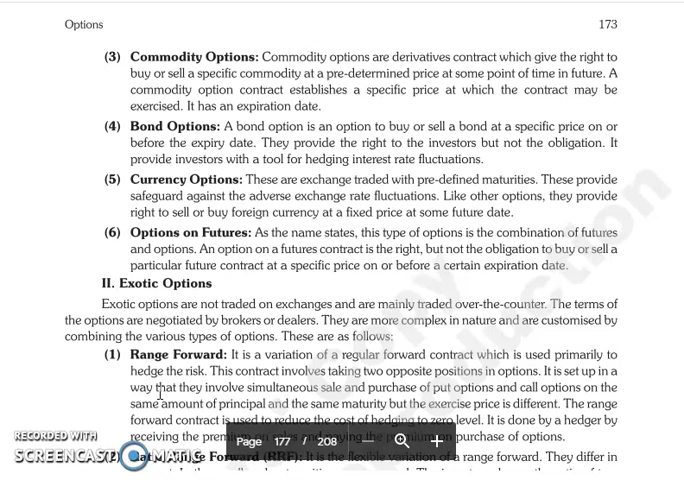 Options 173
(3) Commodity Options: Commodity options are derivatives contract which give the right to
buy or sell a specific commodity at a pre-determined price at some point of time in future. A
commodity option contract establishes a specific price at which the contract may be
exercised. It has an expiration date.
(4) Bond Options: A bond option is an option to buy or sell a bond at a specific price on or
before the expiry date. They provide the right to the investors but not the obligation. It
provide investors with a tool for hedging interest rate fluctuations.
(5) Currency Options: These are exchange traded with pre-defined maturities. These provide
safeguard against the adverse exchange rate fluctuations. Like other options, they provide
right to sell or buy foreign currency at a fixed price at some future date.
(6) Options on Futures: As the name states, this type of options is the combination of futures
and options. An option on a futures contract is the right, but not the obligation to buy or sell a
particular future contract at a specific price on or before a certain expiration date.
II. Exotic Options
Exotic options are not traded on exchanges and are mainly traded over-the-counter. The terms of
the options are negotiated by brokers or dealers. They are more complex in nature and are customised by
combining the various types of options. These are as follows:
(1) Range Forward: It is a variation of a regular forward contract which is used primarily to
hedge the risk. This contract involves taking two opposite positions in options. It is set up in a
way that they involve simultaneous sale and purchase of put options and call options on the
same amount of principal and the same maturity but the exercise price is different. The range
forward contract is used to reduce the cost of hedging to zero level. It is done by a hedger by
receiving the purchase of options.
Page 177 / 208
RECORDED WITH
SCREENCAST MATIC
Forward (RRF): It is the flexible variation of a range forward. They differ in